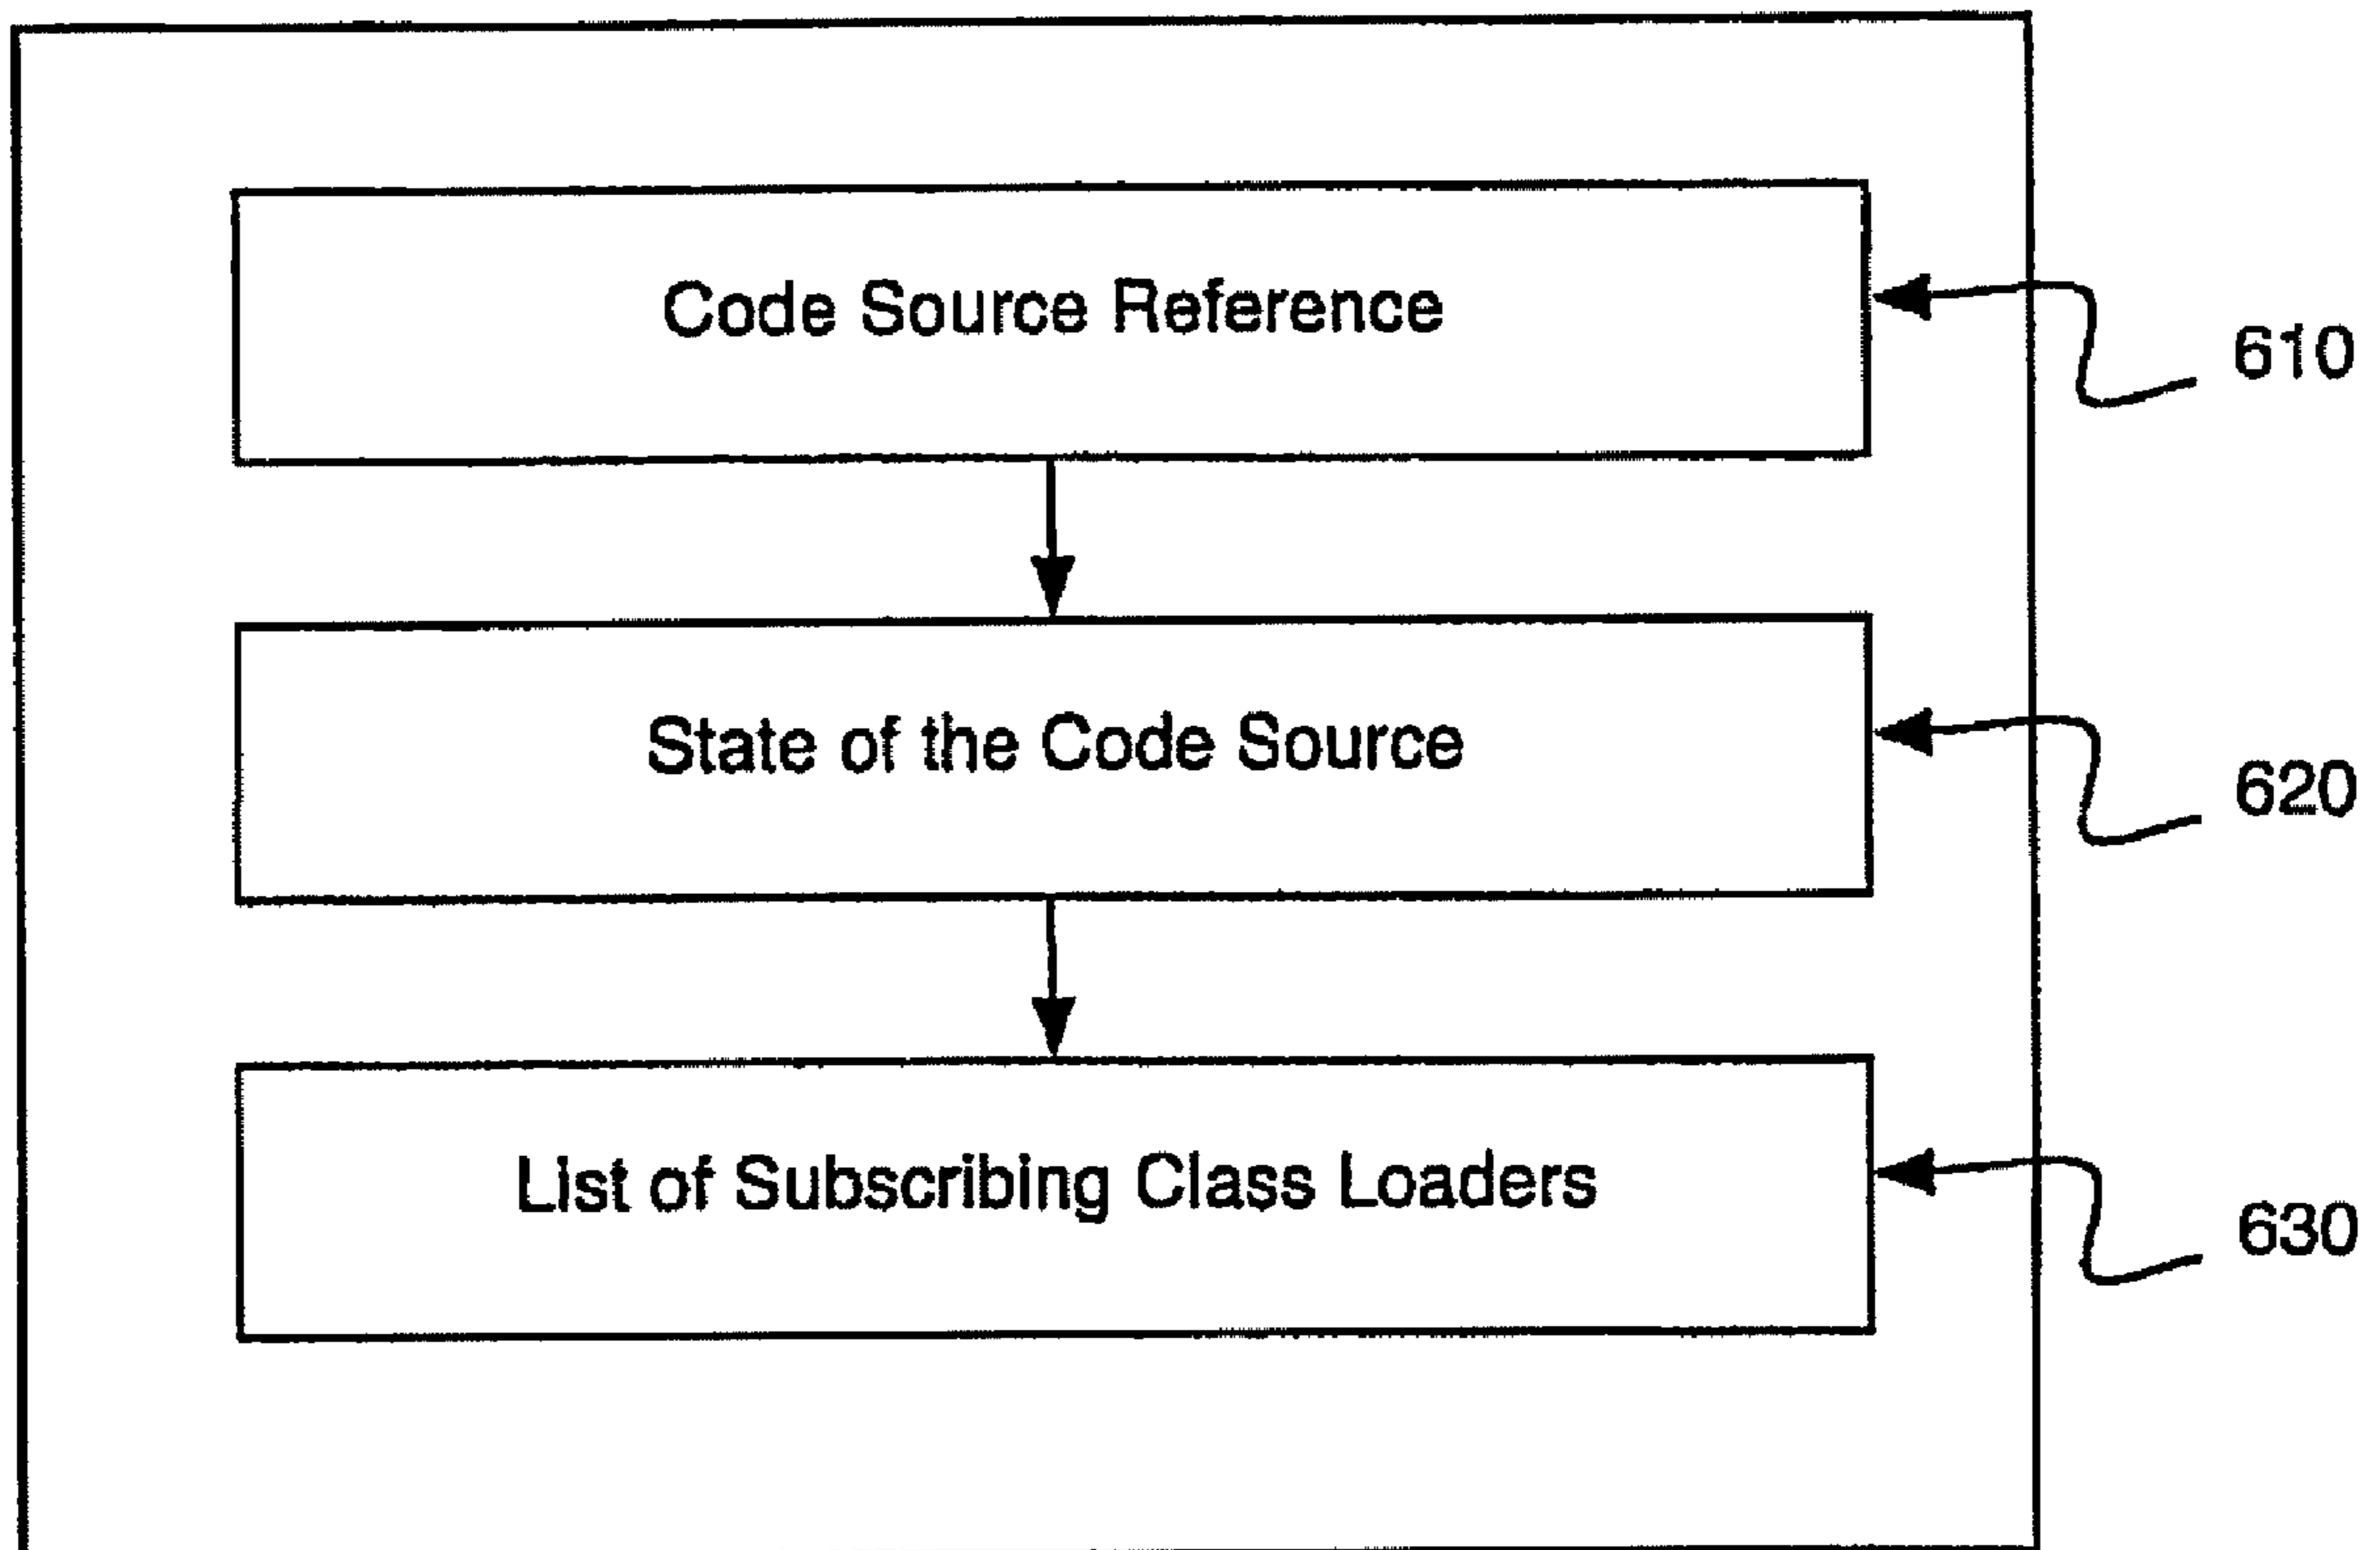 Code Source Reference
610
State of the Code Source
620
List of Subscribing Class Loaders
630